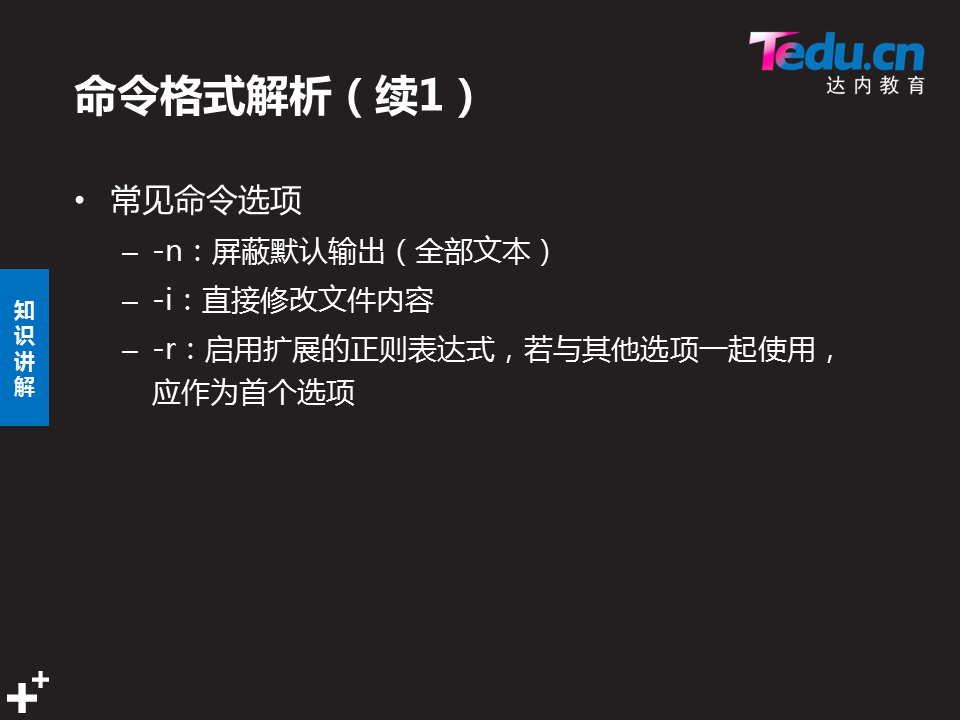 Tedu.cn
达内教育
命令格式解析（续1）
• 常见命令选项
– -n：屏蔽默认输出（全部文本）
– -i：直接修改文件内容
– -r：启用扩展的正则表达式，若与其他选项一起使用，
应作为首个选项
知
识
讲
解